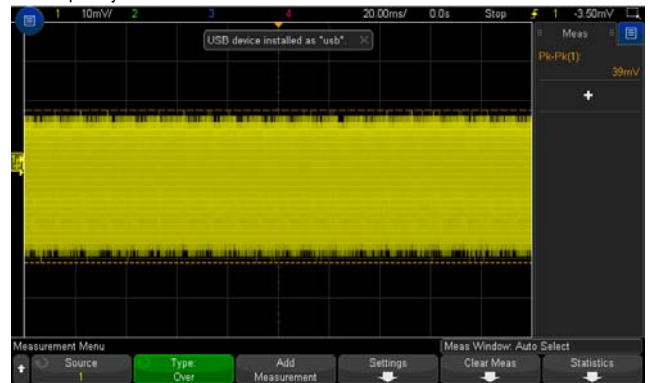 1 10mV/ 2 3 4 20.00ms/ 0.0s Stop 1 -3.50mV
USB device installed as "usb".
Meas
Pk-Pk(1):
39mV
Measurement Menu
Meas Window: Auto Select
Source
1
Type:
Over
Add
Measurement
Settings
Clear Meas
Statistics